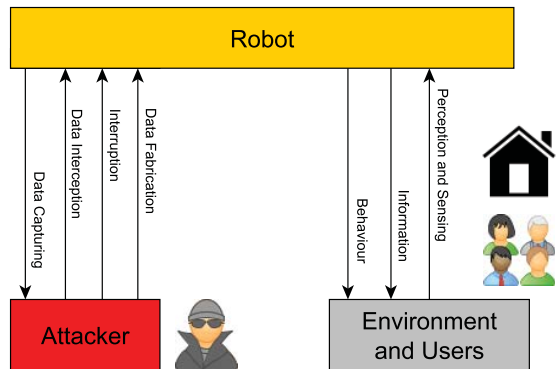 Robot
Data Capturing
Data Interception
Interruption
Data Fabrication
Behaviour
Information
Perception and Sensing
Attacker
Environment
and Users